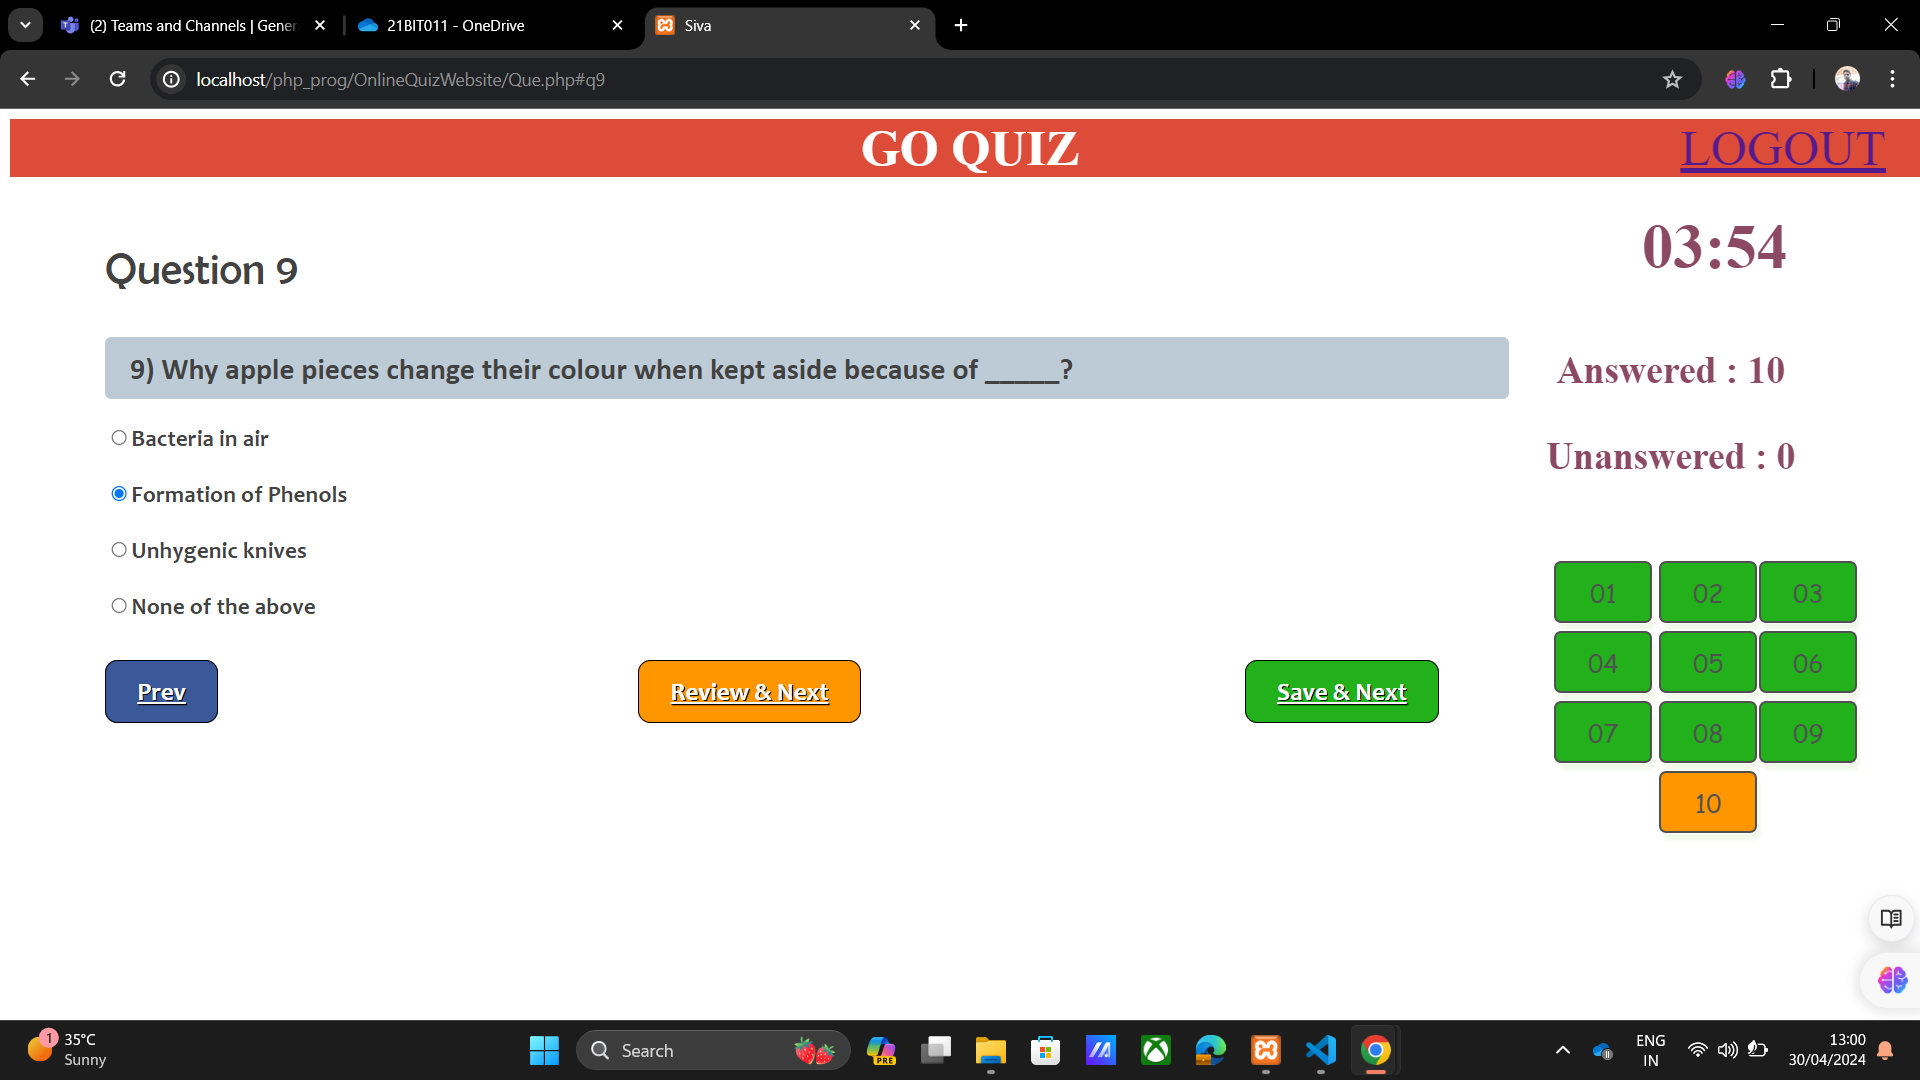 (2) Teams and Channels | Gener
21BIT011 - OneDrive
Siva
localhost/php_prog/OnlineQuizWebsite/Que.php#q9
GO QUIZ
LOGOUT
03:54
Question 9
9) Why apple pieces change their colour when kept aside because of _____?
Answered : 10
Bacteria in air
Unanswered : 0
Formation of Phenols
Unhygenic knives
None of the above
Prev
Review & Next
Save & Next
01 02 03
04 05 06
07 08 09
10
1
35°C
Sunny
Search
PRE
ENG
IN
13:00
30/04/2024